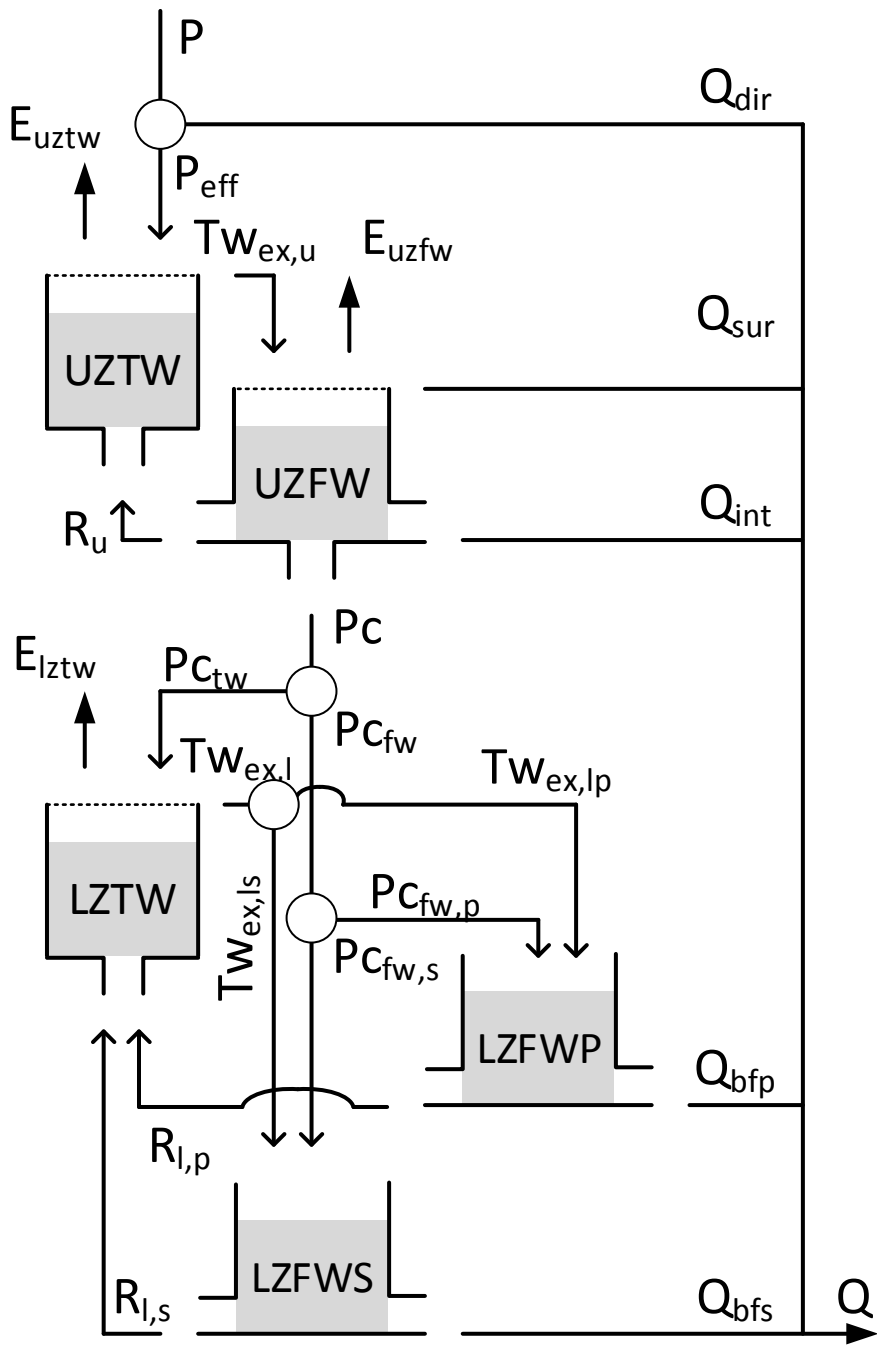 P
Q_dir
E_uztw
P_eff
Tw_ex,u
E_uzfw
Q_sur
UZTW
UZFW
Q_int
R_u
Pc
E_lztw
Pc_tw
Pc_fw
Tw_ex,l
Tw_ex,lp
LZTW
Tw_ex,ls
Pc_fw,p
Pc_fw,s
LZFWP
Q_bfp
R_l,p
LZFWS
R_l,s
Q_bfs
Q